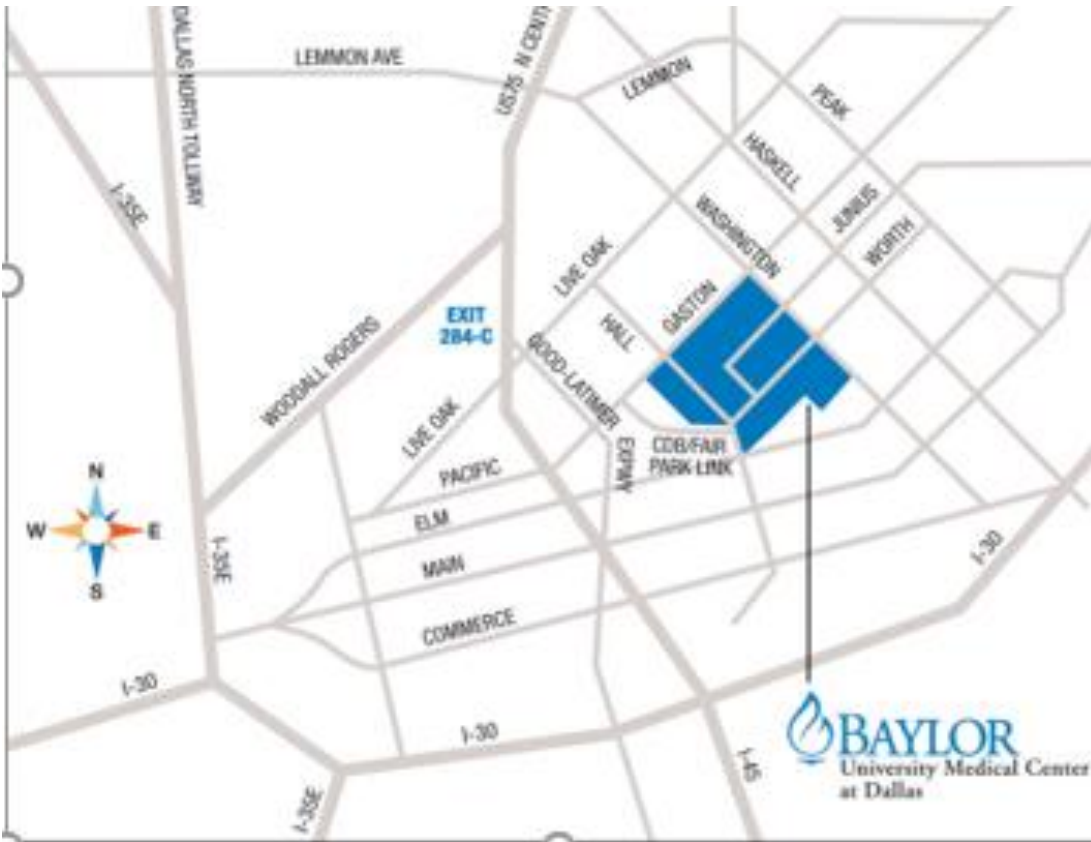 DALLAS NORTH TOLLWAY
LEMMON AVE
US75 N CENT
LEMMON
PEAK
I-35E
HASKELL
JUNIUS
WASHINGTON
WORTH
LIVE OAK
GASTON
EXIT
284-C
HALL
WOODALL ROGERS
GOOD-LATIMER
EXPWY
LIVE OAK
CDB/FAIR
PARK LINK
PACIFIC
N
W
E
S
ELM
I-35E
MAIN
I-30
COMMERCE
I-30
I-30
I-45
I-35E
BAYLOR
University Medical Center
at Dallas